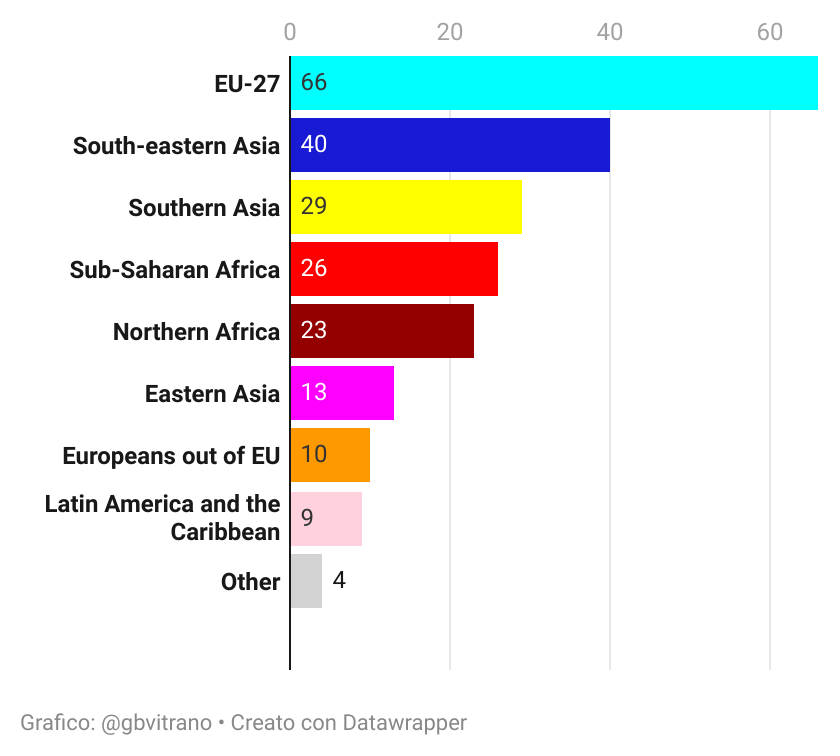 0 20 40 60
EU-27 66
South-eastern Asia 40
Southern Asia 29
Sub-Saharan Africa 26
Northern Africa 23
Eastern Asia 13
Europeans out of EU 10
Latin America and the
Caribbean 9
Other 4
Grafico: @gbvitrano • Creato con Datawrapper